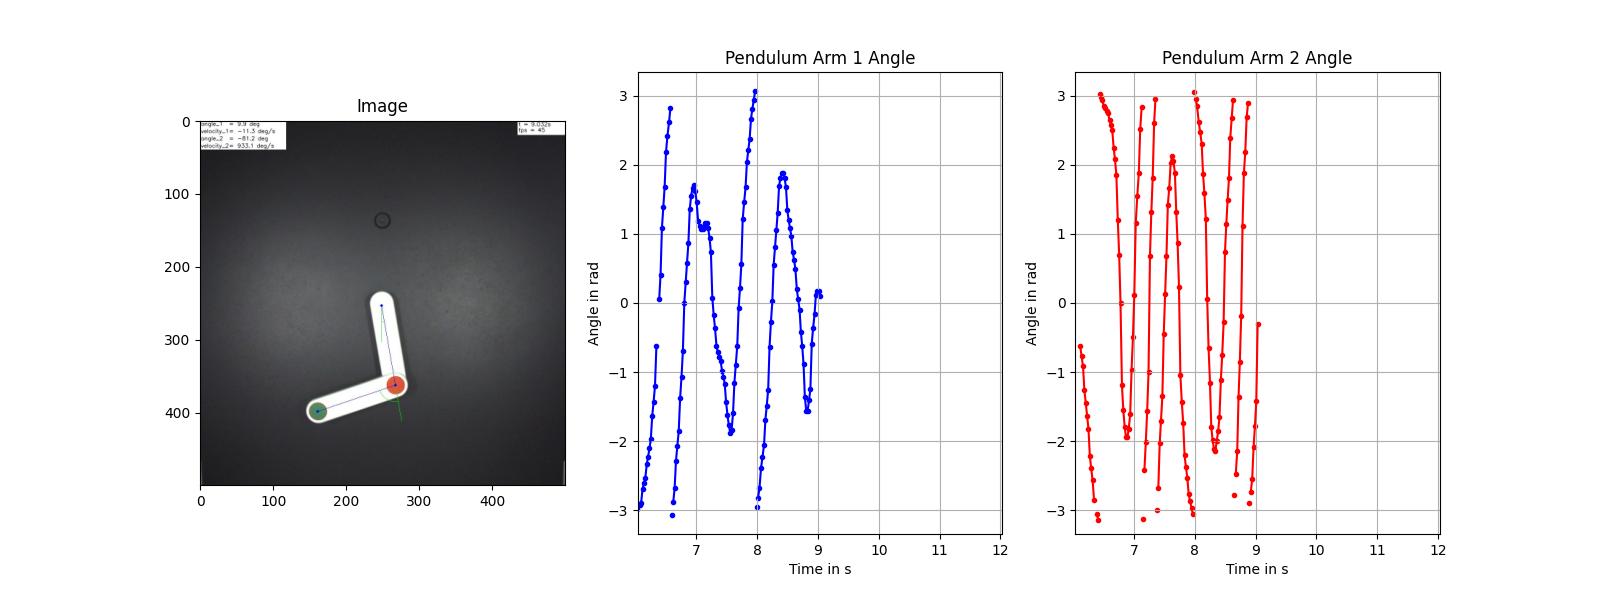 Image
angle_1 = 9.9 deg
velocity_1= -11.3 deg/s
angle_2 = -81.2 deg
velocity_2= 933.1 deg/s
t = 9.032s
fps = 45
0
100
200
300
400
0 100 200 300 400
Pendulum Arm 1 Angle
Angle in rad
3
2
1
0
−1
−2
−3
7 8 9 10 11 12
Time in s
Pendulum Arm 2 Angle
Angle in rad
3
2
1
0
−1
−2
−3
7 8 9 10 11 12
Time in s